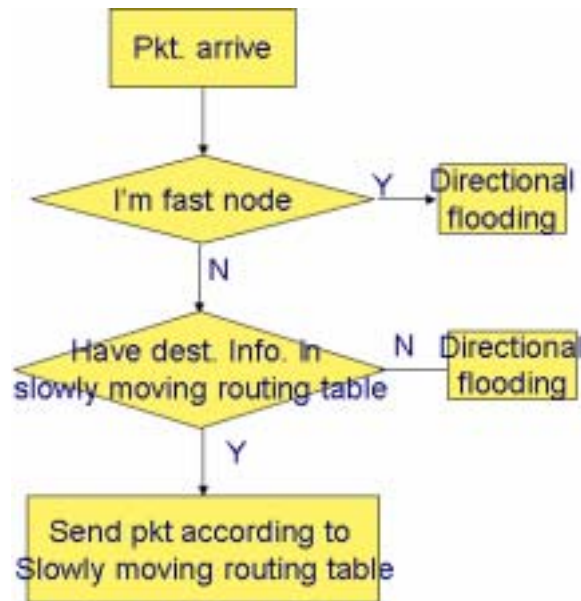 Pkt. arrive
I'm fast node
Y
Directional
flooding
N
Have dest. Info. In
slowly moving routing table
N
Directional
flooding
Y
Send pkt according to
Slowly moving routing table